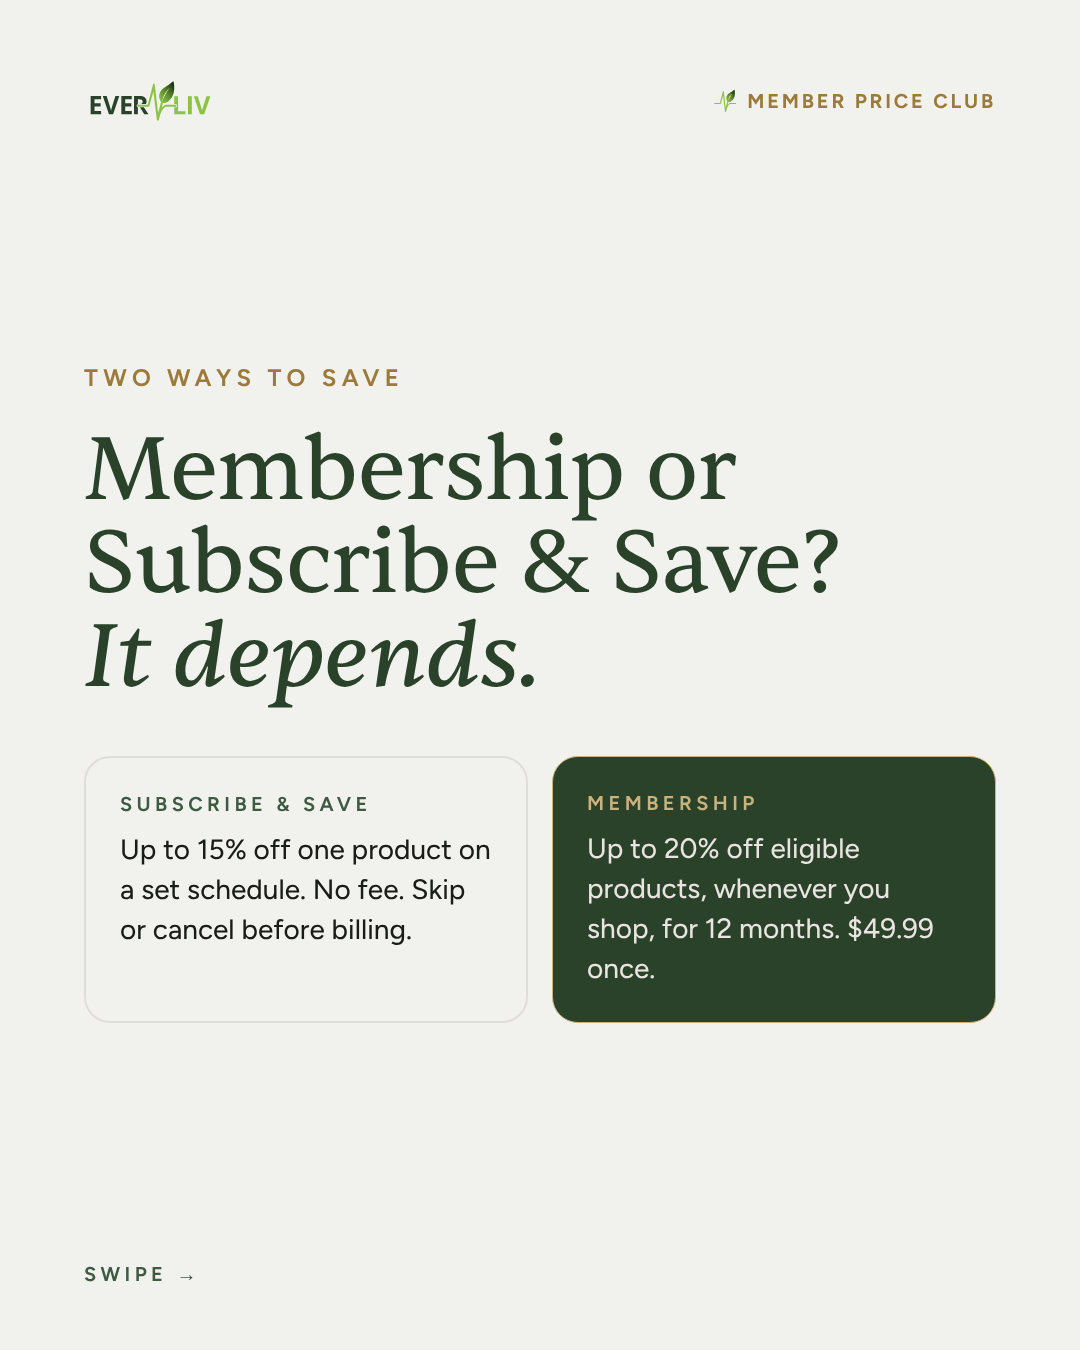 EVERLIV
MEMBER PRICE CLUB
TWO WAYS TO SAVE
Membership or
Subscribe & Save?
It depends.
SUBSCRIBE & SAVE
Up to 15% off one product on
a set schedule. No fee. Skip
or cancel before billing.
MEMBERSHIP
Up to 20% off eligible
products, whenever you
shop, for 12 months. $49.99
once.
SWIPE →